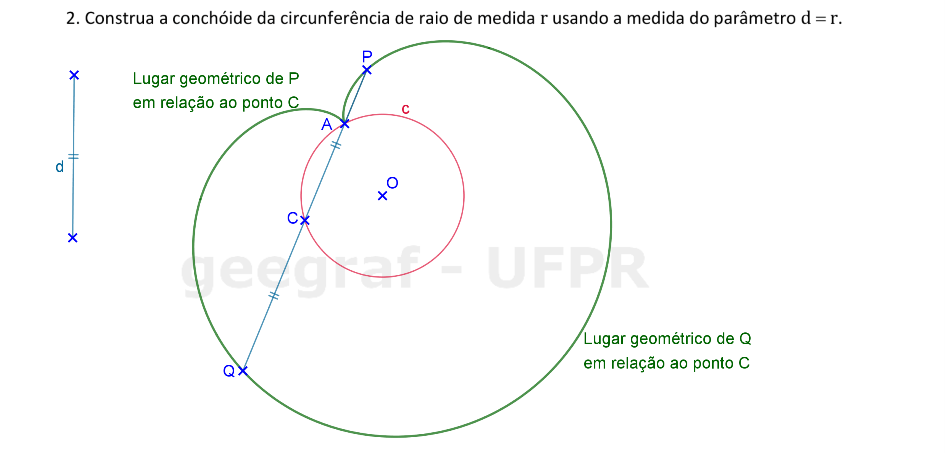 2. Construa a conchóide da circunferência de raio de medida r usando a medida do parâmetro d = r.
P
Lugar geométrico de P
em relação ao ponto C
c
A
d
O
C
geegraf - UFPR
Lugar geométrico de Q
em relação ao ponto C
Q